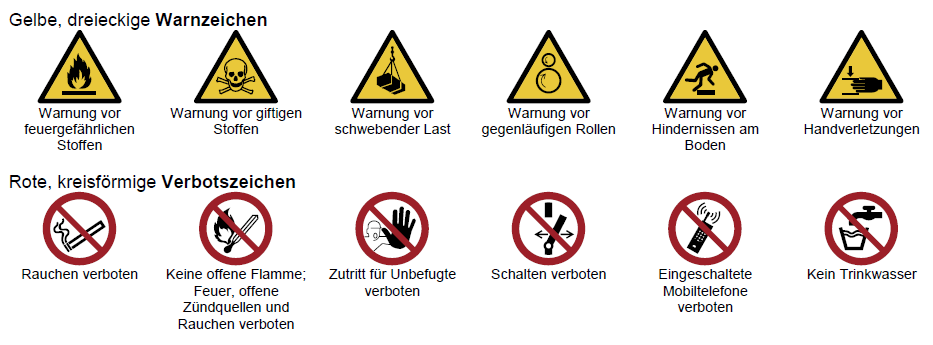 Gelbe, dreieckige Warnzeichen
Warnung vor
feuergefährlichen
Stoffen
Warnung vor giftigen
Stoffen
Warnung vor
schwebender Last
Warnung vor
gegenläufigen Rollen
Warnung vor
Hindernissen am
Boden
Warnung vor
Handverletzungen
Rote, kreisförmige Verbotszeichen
Rauchen verboten
Keine offene Flamme;
Feuer, offene
Zündquellen und
Rauchen verboten
Zutritt für Unbefugte
verboten
Schalten verboten
Eingeschaltete
Mobiltelefone
verboten
Kein Trinkwasser